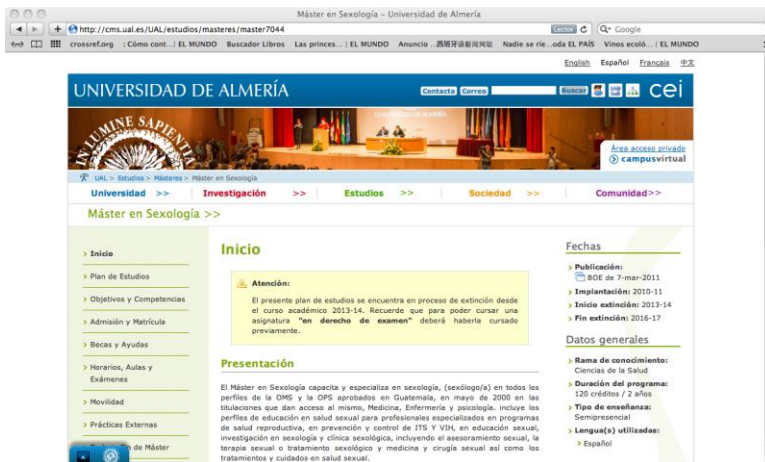 Máster en Sexología – Universidad de Almería
http://cms.ual.es/UAL/estudios/masteres/master7044
Lector
Google
crossref.org : Cómo cont...| EL MUNDO Buscador Libros Las princes... | EL MUNDO Anuncio ..西班牙语新闻网站 Nadie se ríe..oda EL PAÍS Vinos ecoló... | EL MUNDO
English Español Français 中文
UNIVERSIDAD DE ALMERÍA
Contacta Correo Buscar cei
IN LUMINE SAPIENTIA
Área acceso privado
campusvirtual
UAL > Estudios > Másteres > Máster en Sexología
Universidad >> Investigación >> Estudios >> Sociedad >> Comunidad >>
Máster en Sexología >>
> Inicio
> Plan de Estudios
> Objetivos y Competencias
> Admisión y Matrícula
> Becas y Ayudas
> Horarios, Aulas y
Exámenes
> Movilidad
> Prácticas Externas
de Máster
Inicio
Atención:
El presente plan de estudios se encuentra en proceso de extinción desde
el curso académico 2013-14. Recuerde que para poder cursar una
asignatura "en derecho de examen" deberá haberla cursado
previamente.
Presentación
El Máster en Sexología capacita y especializa en sexología, (sexólogo/a) en todos los
perfiles de la OMS y la OPS aprobados en Guatemala, en mayo de 2000 en las
titulaciones que dan acceso al mismo, Medicina, Enfermería y psicología. incluye los
perfiles de educación en salud sexual para profesionales especializados en programas
de salud reproductiva, en prevención y control de ITS Y VIH, en educación sexual,
investigación en sexología y clínica sexológica, incluyendo el asesoramiento sexual, la
terapia sexual o tratamiento sexológico y medicina y cirugía sexual así como los
tratamientos y cuidados en salud sexual.
Fechas
> Publicación:
BOE de 7-mar-2011
> Implantación: 2010-11
> Inicio extinción: 2013-14
> Fin extinción: 2016-17
Datos generales
> Rama de conocimiento:
Ciencias de la Salud
> Duración del programa:
120 créditos / 2 años
> Tipo de enseñanza:
Semipresencial
> Lengua(s) utilizadas:
> Español